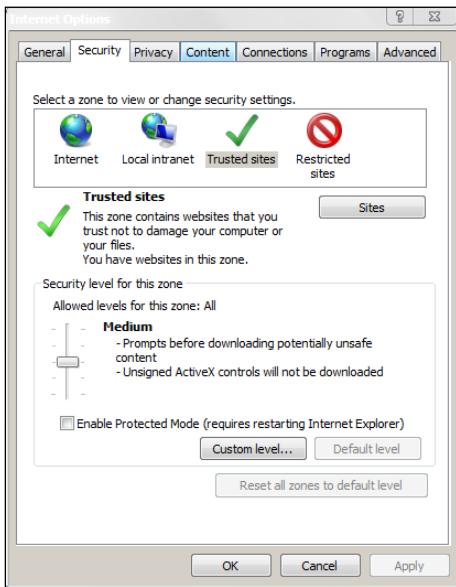 Internet Options
General Security Privacy Content Connections Programs Advanced
Select a zone to view or change security settings.
Internet Local intranet Trusted sites Restricted
sites
Trusted sites
Sites
This zone contains websites that you
trust not to damage your computer or
your files.
You have websites in this zone.
Security level for this zone
Allowed levels for this zone: All
Medium
- Prompts before downloading potentially unsafe
content
- Unsigned ActiveX controls will not be downloaded
Enable Protected Mode (requires restarting Internet Explorer)
Custom level... Default level
Reset all zones to default level
OK Cancel Apply